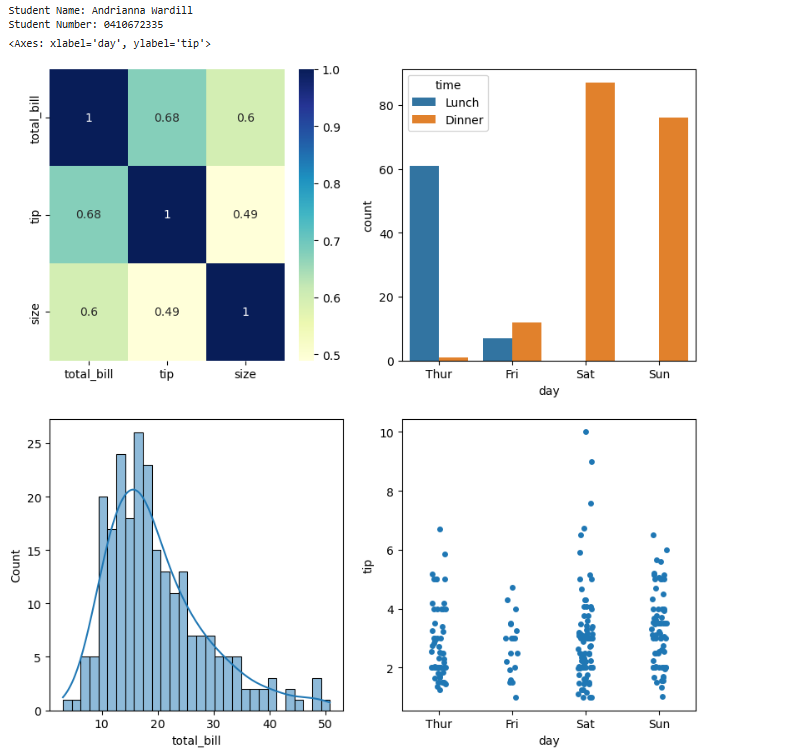 Student Name: Andrianna Wardill
Student Number: 0410672335
<Axes: xlabel='day', ylabel='tip'>
total_bill
tip
size
1 0.68 0.6
0.68 1 0.49
0.6 0.49 1
total_bill tip size
1.0
0.9
0.8
0.7
0.6
0.5
time
Lunch
Dinner
count
80
60
40
20
0
Thur Fri Sat Sun
day
Count
25
20
15
10
5
0
10 20 30 40 50
total_bill
tip
10
8
6
4
2
Thur Fri Sat Sun
day